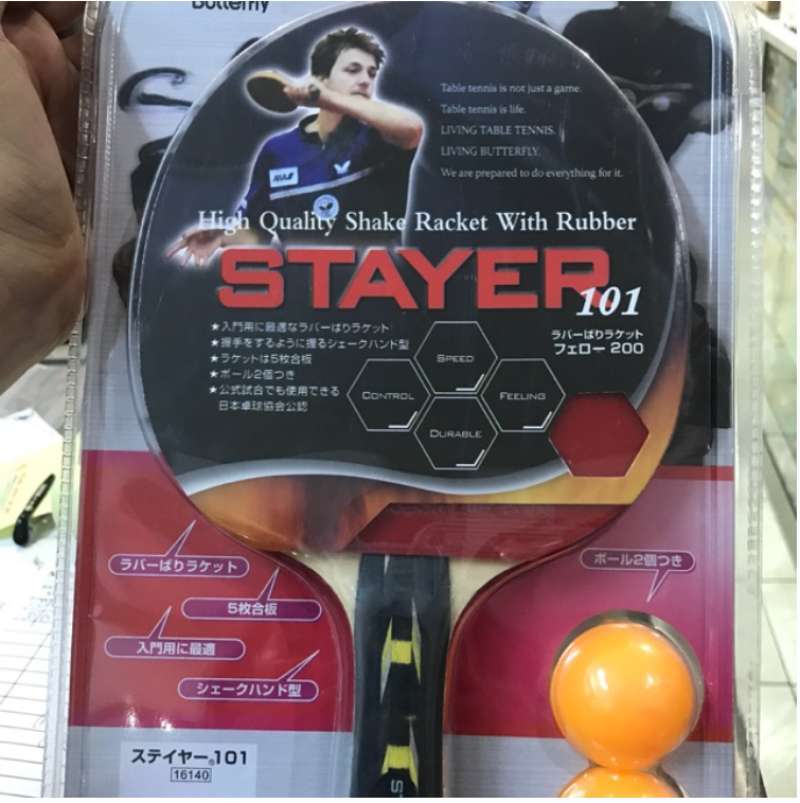 Butterfly
Table tennis is not just a game.
Table tennis is life.
LIVING TABLE TENNIS.
LIVING BUTTERFLY.
We are prepared to do everything for it.
High Quality Shake Racket With Rubber
STAYER
101
ラバーばりラケット
フェロー 200
★入門用に最適なラバーばりラケット
★握手をするように握るシェークハンド型
★ラケットは5枚合板
★ボール2個つき
★公式試合でも使用できる
日本卓球協会公認
SPEED
CONTROL
FEELING
DURABLE
ラバーばりラケット
ボール2個つき
5枚合板
入門用に最適
シェークハンド型
ステイヤー®101
16140